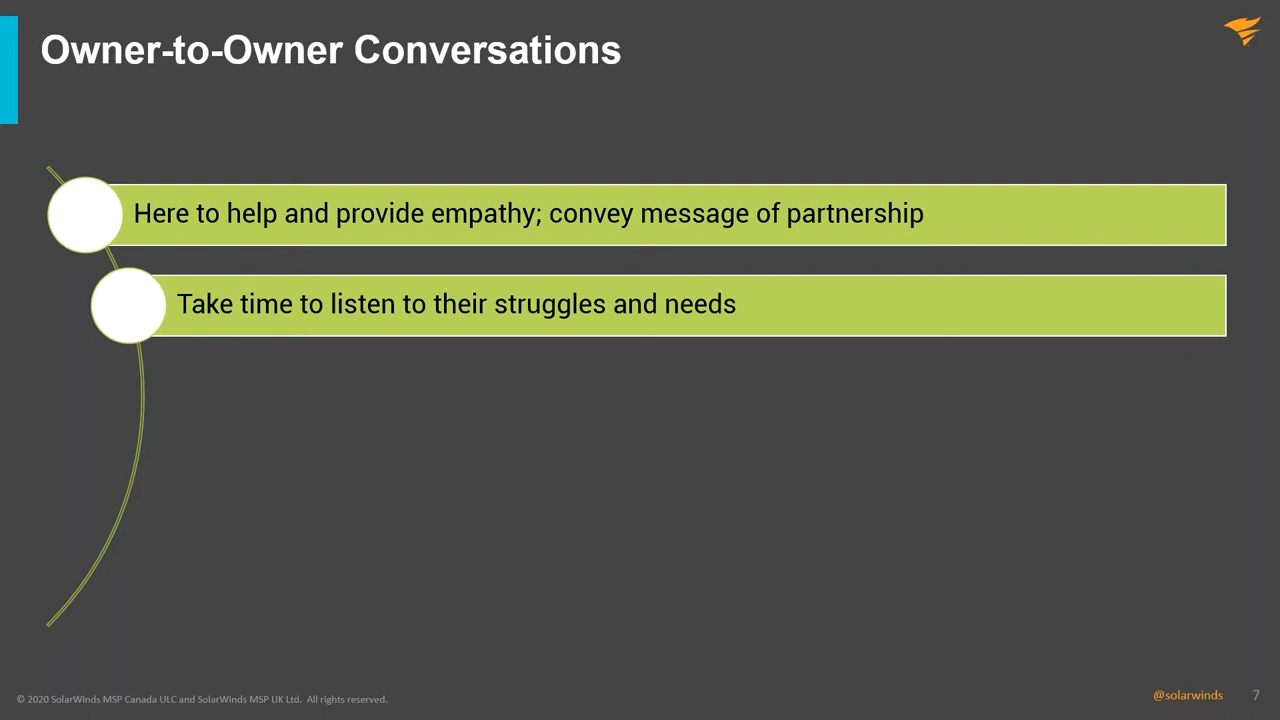 Owner-to-Owner Conversations
Here to help and provide empathy; convey message of partnership
Take time to listen to their struggles and needs
© 2020 SolarWinds MSP Canada ULC and SolarWinds MSP UK Ltd. All rights reserved.
@solarwinds 7